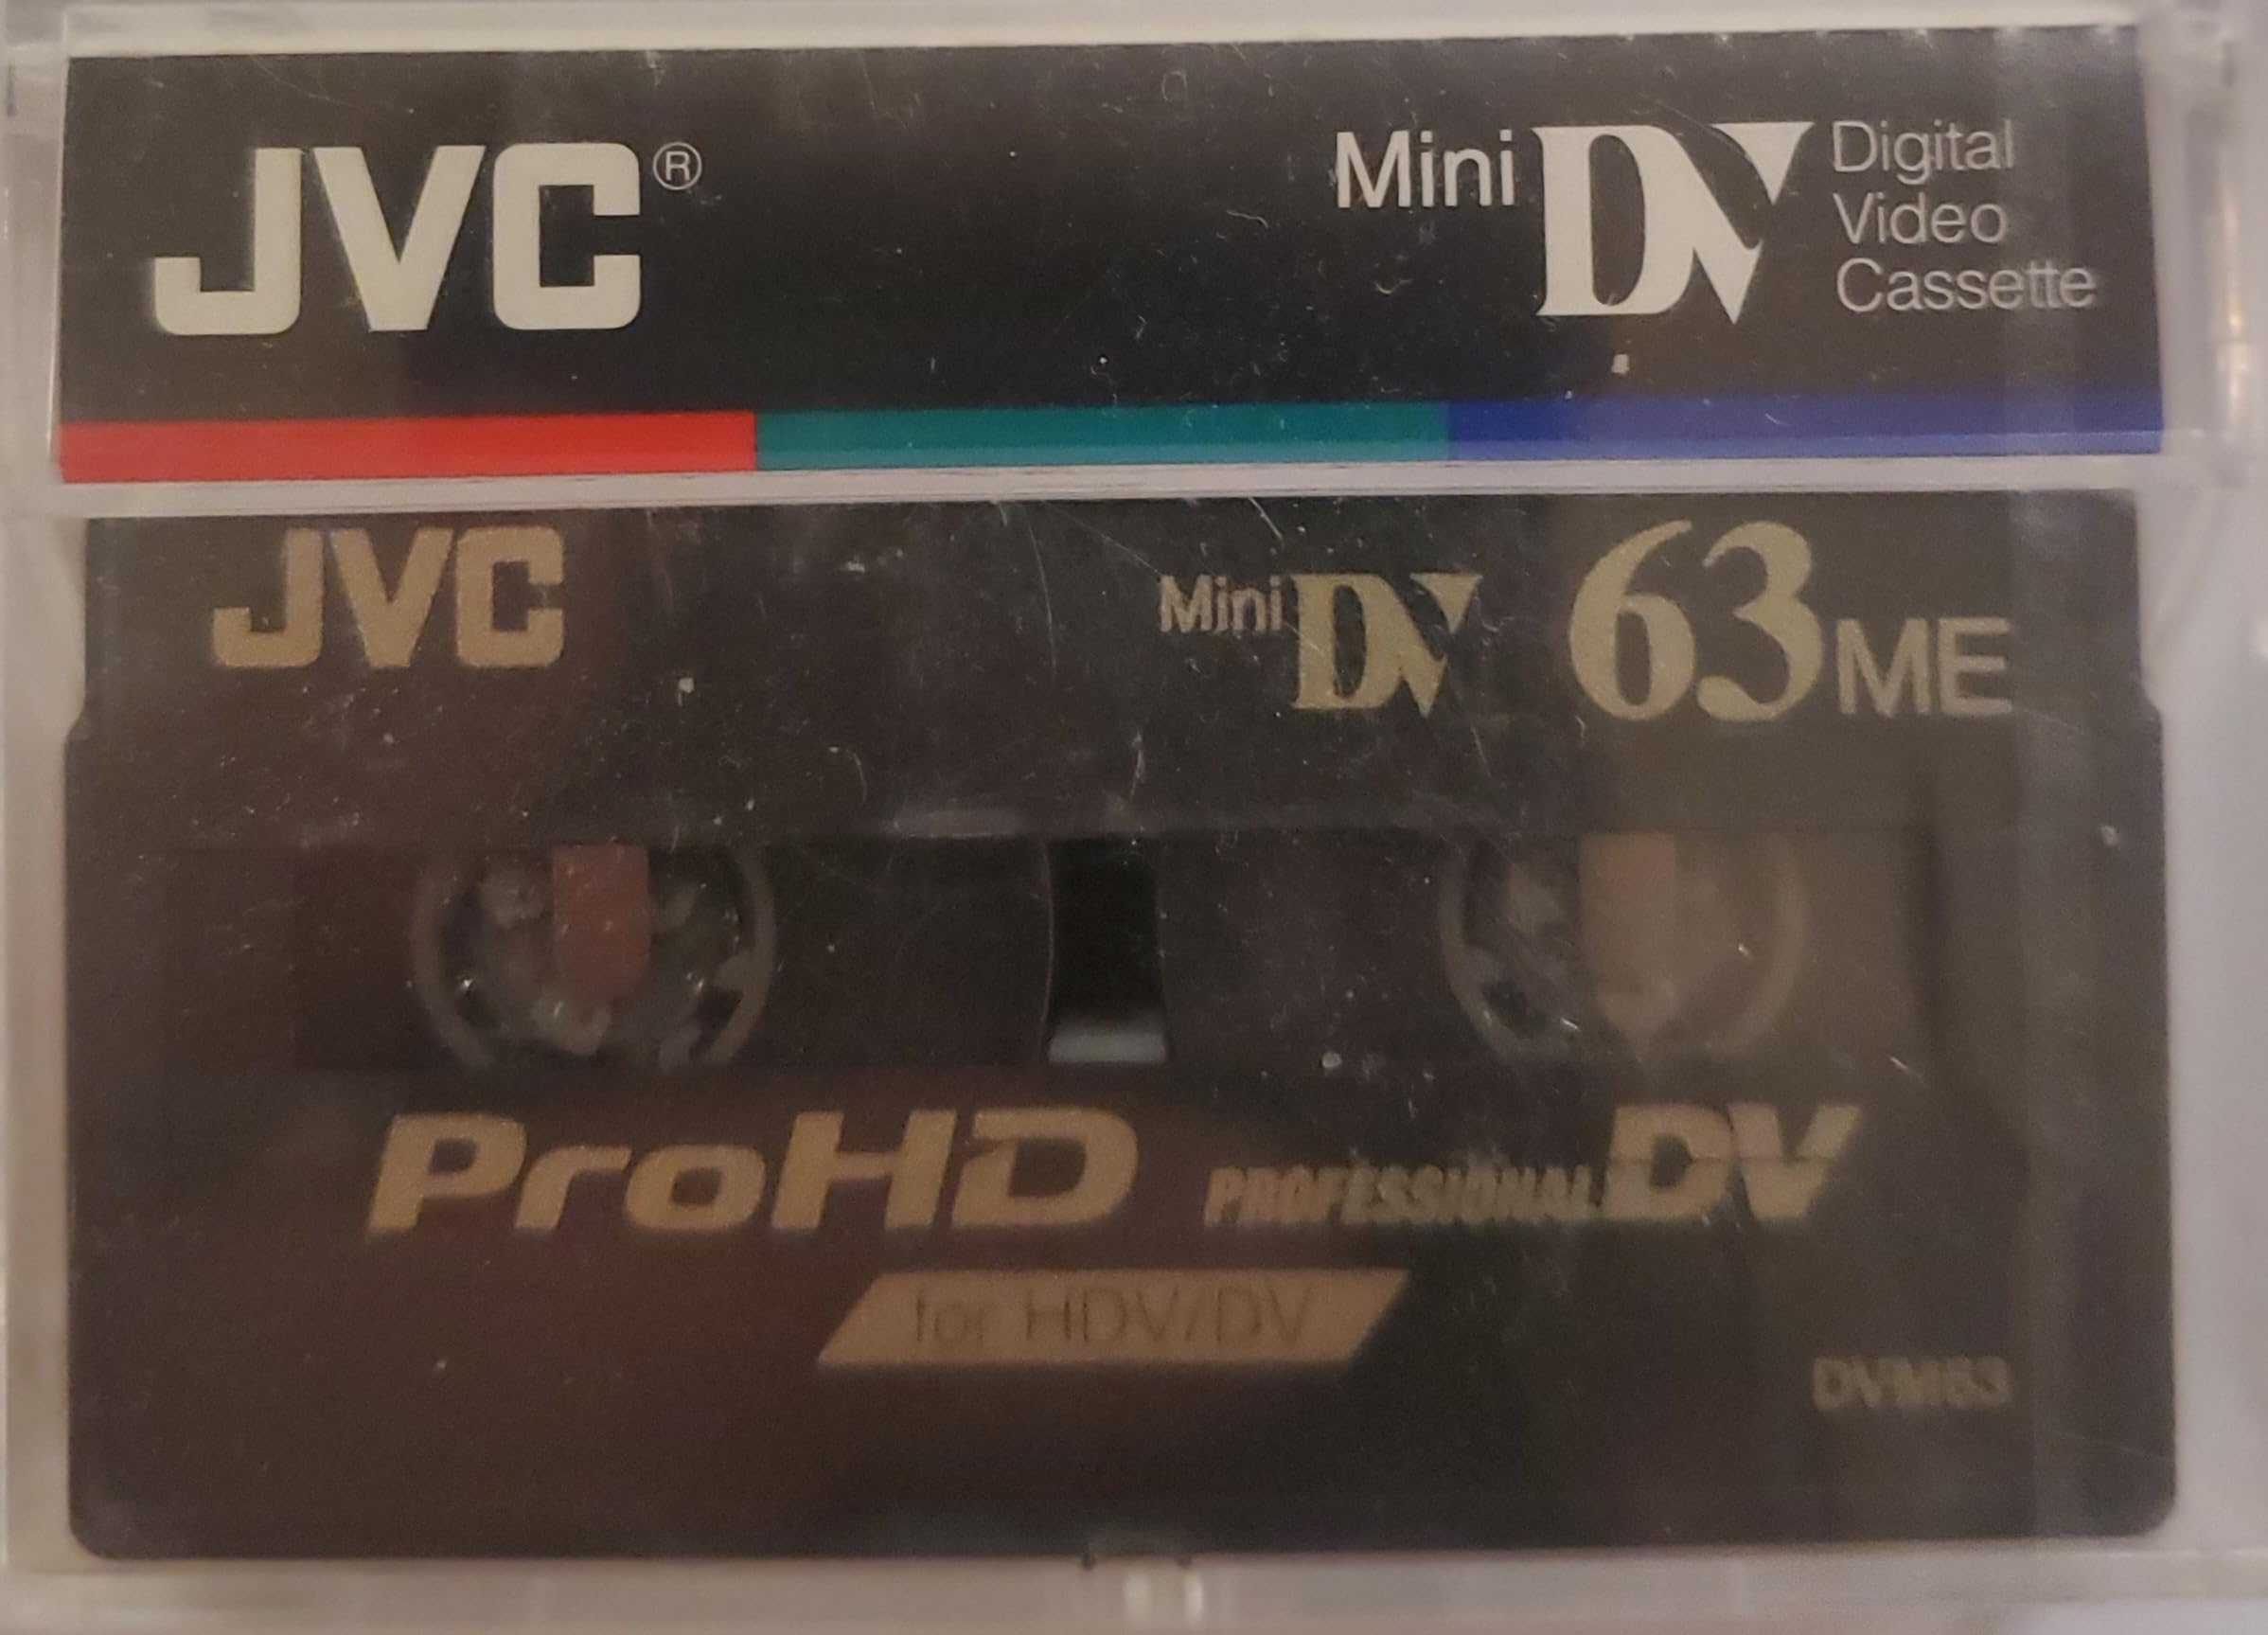 JVC®
Mini DV Digital
Video
Cassette
JVC Mini DV 63ME
ProHD PROFESSIONAL DV
for HDV/DV
DVM63